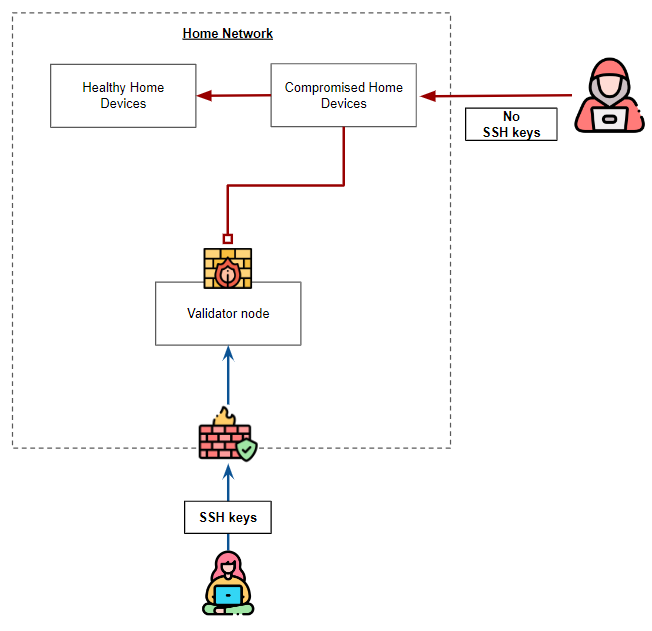 Home Network
Healthy Home
Devices
Compromised Home
Devices
No
SSH keys
Validator node
SSH keys